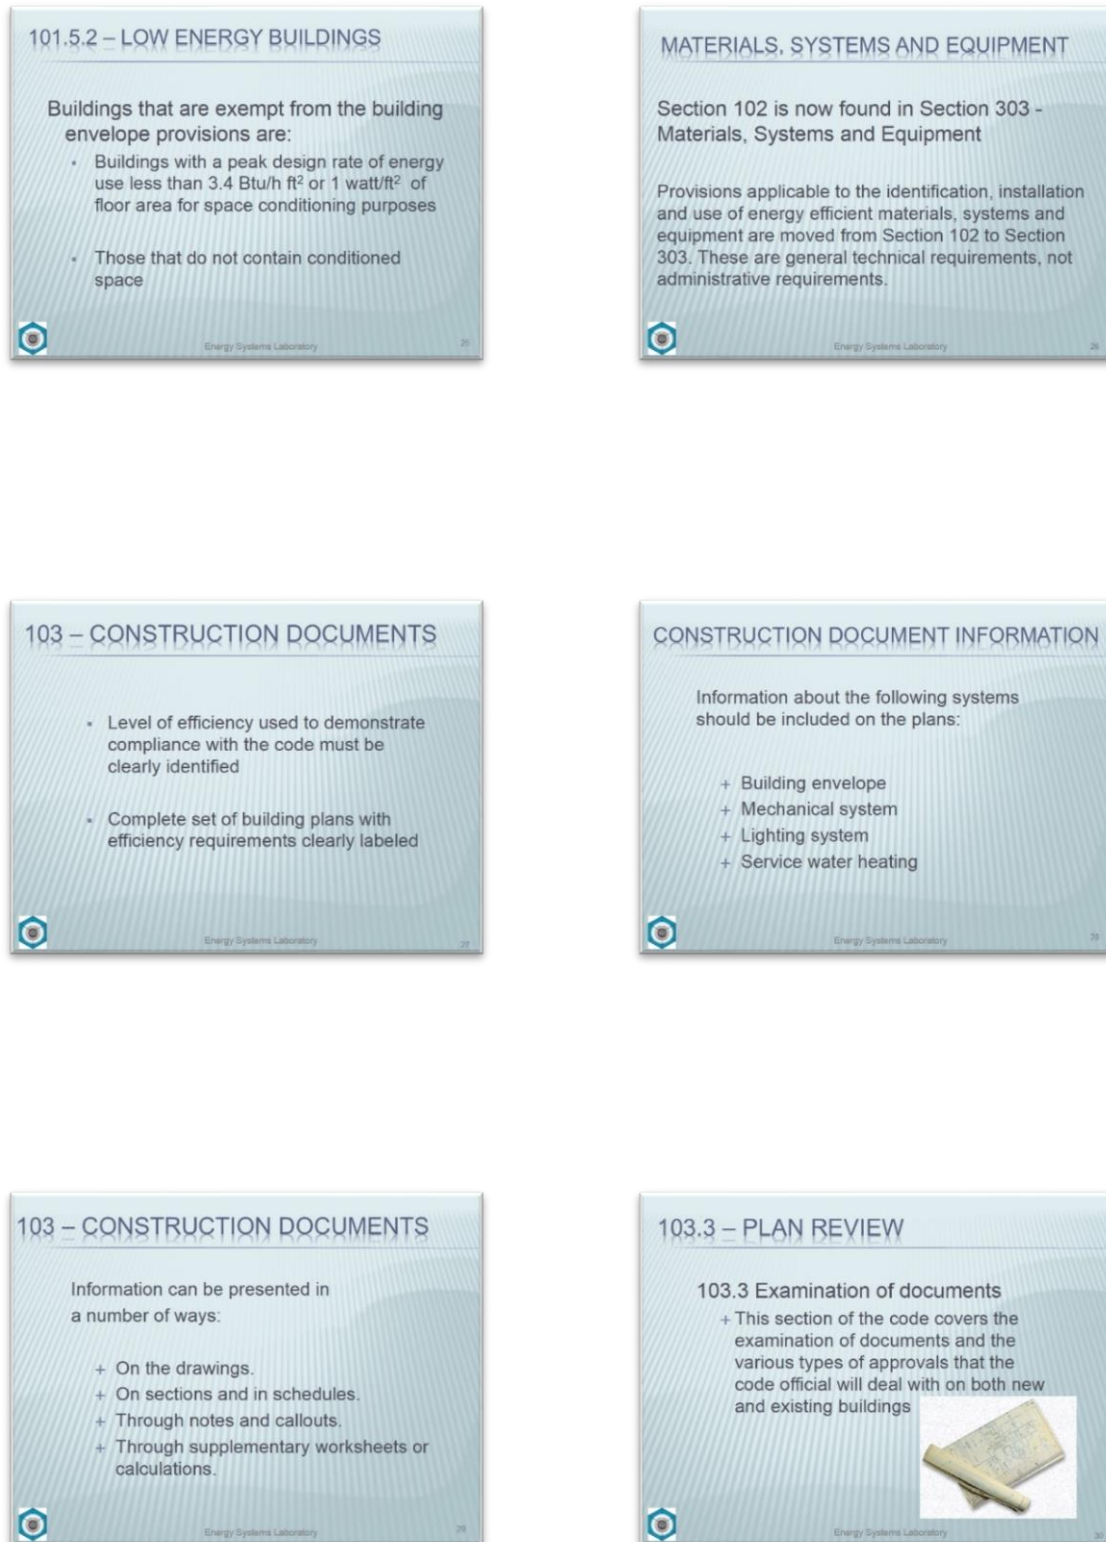 101.5.2 – LOW ENERGY BUILDINGS
Buildings that are exempt from the building
envelope provisions are:
• Buildings with a peak design rate of energy
use less than 3.4 Btu/h ft² or 1 watt/ft² of
floor area for space conditioning purposes
• Those that do not contain conditioned
space
Energy Systems Laboratory
25
MATERIALS, SYSTEMS AND EQUIPMENT
Section 102 is now found in Section 303 -
Materials, Systems and Equipment
Provisions applicable to the identification, installation
and use of energy efficient materials, systems and
equipment are moved from Section 102 to Section
303. These are general technical requirements, not
administrative requirements.
Energy Systems Laboratory
26
103 – CONSTRUCTION DOCUMENTS
▪ Level of efficiency used to demonstrate
compliance with the code must be
clearly identified
▪ Complete set of building plans with
efficiency requirements clearly labeled
Energy Systems Laboratory
27
CONSTRUCTION DOCUMENT INFORMATION
Information about the following systems
should be included on the plans:
+ Building envelope
+ Mechanical system
+ Lighting system
+ Service water heating
Energy Systems Laboratory
28
103 – CONSTRUCTION DOCUMENTS
Information can be presented in
a number of ways:
+ On the drawings.
+ On sections and in schedules.
+ Through notes and callouts.
+ Through supplementary worksheets or
calculations.
Energy Systems Laboratory
29
103.3 – PLAN REVIEW
103.3 Examination of documents
+ This section of the code covers the
examination of documents and the
various types of approvals that the
code official will deal with on both new
and existing buildings
Energy Systems Laboratory
30